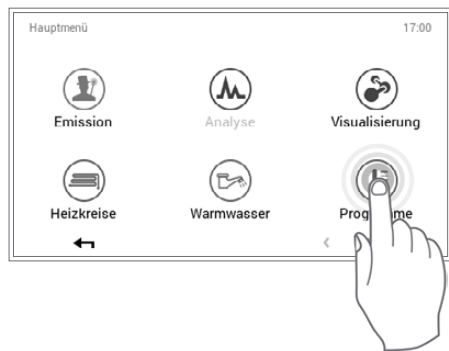 Hauptmenü 17:00
Emission Analyse Visualisierung
Heizkreise Warmwasser